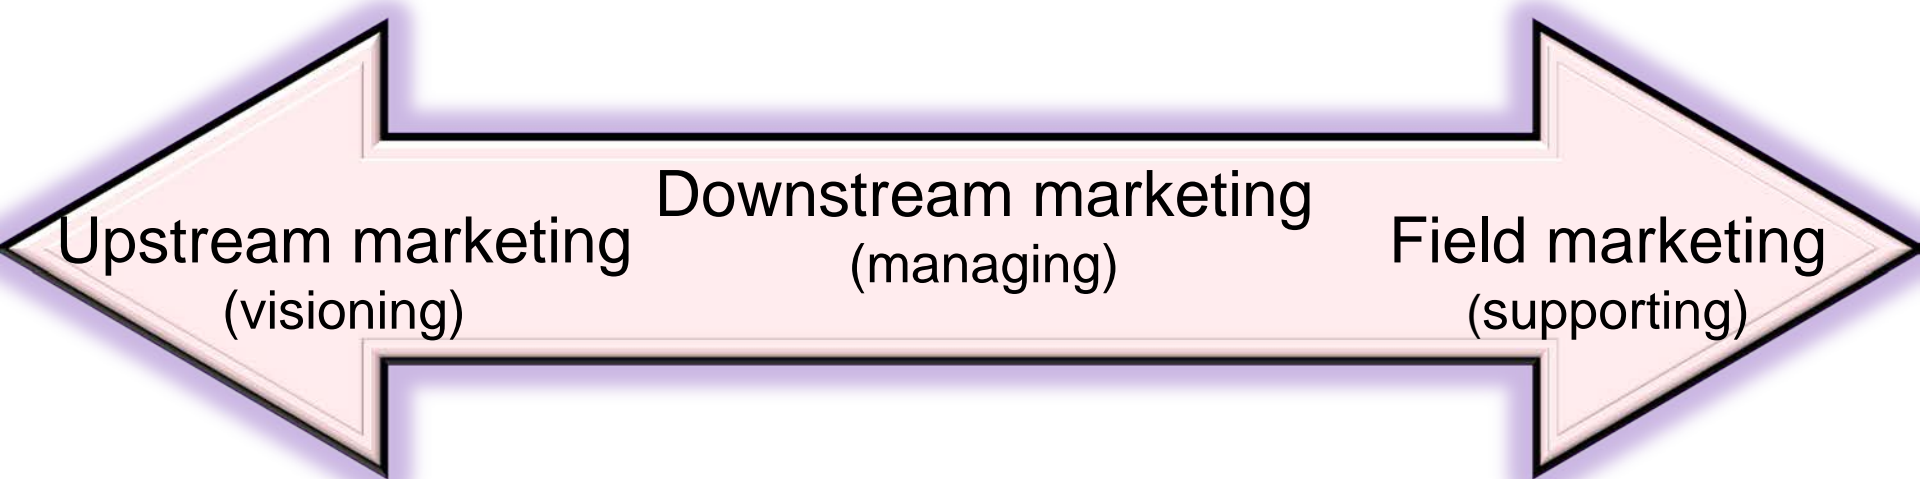 Upstream marketing
(visioning)
Downstream marketing
(managing)
Field marketing
(supporting)